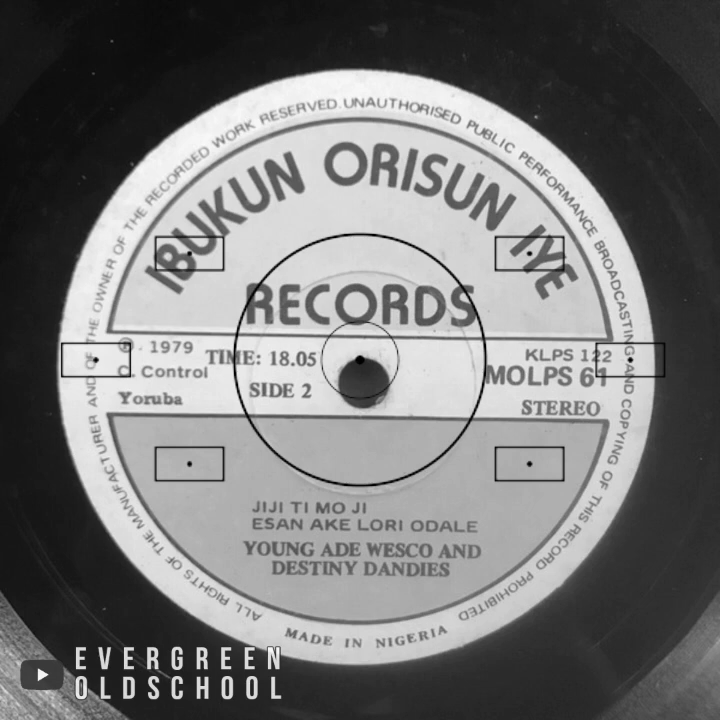 ALL RIGHTS OF THE MANUFACTURER AND OF THE OWNER OF THE RECORDED WORK RESERVED. UNAUTHORISED PUBLIC PERFORMANCE BROADCASTING AND COPYING OF THIS RECORD PROHIBITED
IBUKUN ORISUN IYE
RECORDS
℗. 1979
TIME: 18.05
KLPS 122
O. Control
MOLPS 61
SIDE 2
Yoruba
STEREO
JIJI TI MO JI
ESAN AKE LORI ODALE
YOUNG ADE WESCO AND
DESTINY DANDIES
MADE IN NIGERIA
EVERGREEN
OLDSCHOOL